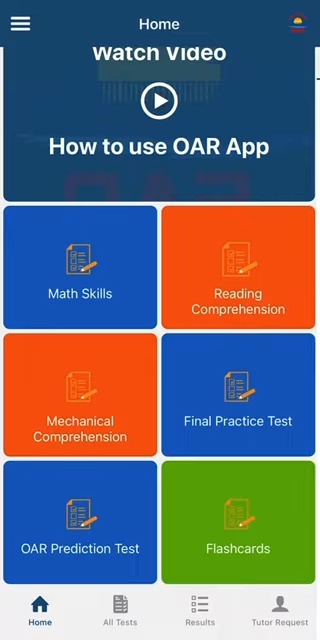 Home
Watch Video
How to use OAR App
Math Skills
Reading
Comprehension
Mechanical
Comprehension
Final Practice Test
OAR Prediction Test
Flashcards
Home
All Tests
Results
Tutor Request